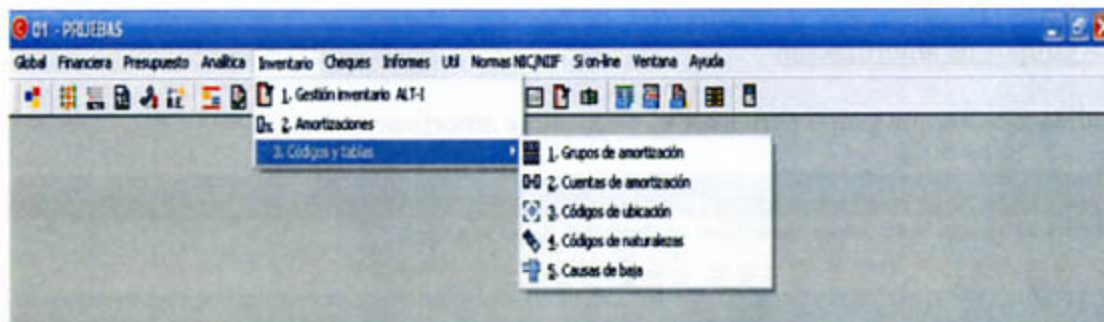 01 - PRUEBAS
Global Financiera Presupuesto Analítica Inventario Cheques Informes Util Normas NIC/NIIF Si on-line Ventana Ayuda
1. Gestión inventario ALT-I
2. Amortizaciones
3. Códigos y tablas
1. Grupos de amortización
2. Cuentas de amortización
3. Códigos de ubicación
4. Códigos de naturalezas
5. Causas de baja